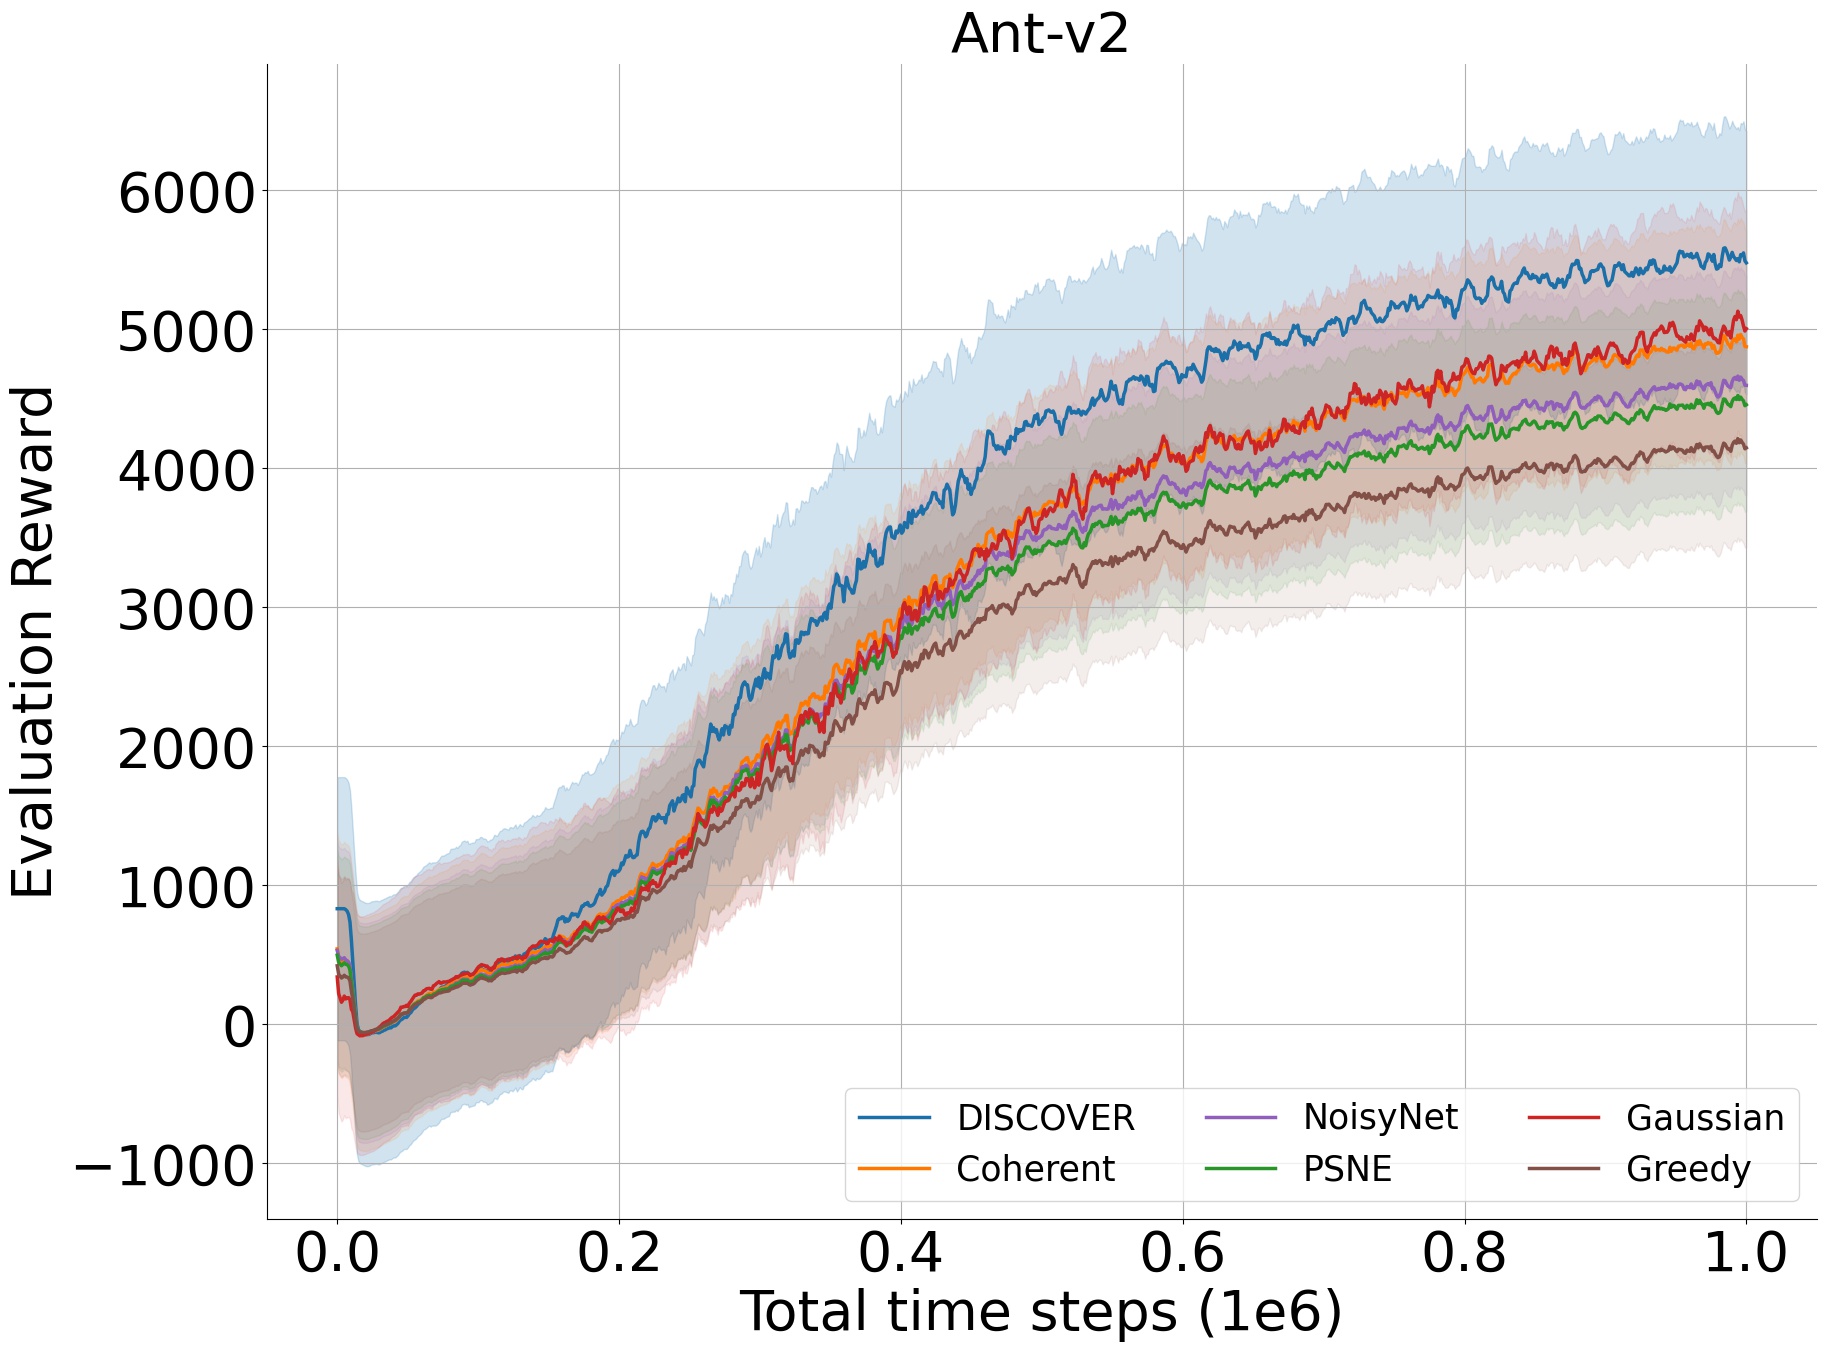 Ant-v2
Evaluation Reward
6000
5000
4000
3000
2000
1000
0
−1000
0.0 0.2 0.4 0.6 0.8 1.0
Total time steps (1e6)
DISCOVER NoisyNet Gaussian
Coherent PSNE Greedy